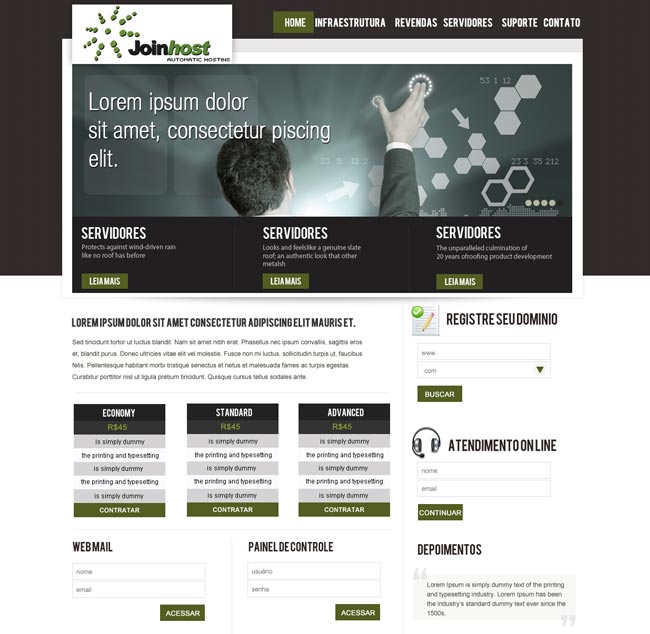 HOME INFRAESTRUTURA REVENDAS SERVIDORES SUPORTE CONTATO
Joinhost
AUTOMATIC HOSTING
Lorem ipsum dolor
sit amet, consectetur piscing
elit.
53 1 12
23 5 12 2
23 3 35 212
SERVIDORES
Protects against wind-driven rain
like no roof has before
LEIA MAIS
SERVIDORES
Looks and feelslike a genuine slate
roof; an authentic look that other
metalsh
LEIA MAIS
SERVIDORES
The unparalleled culmination of
20 years ofroofing product development
LEIA MAIS
LOREM IPSUM DOLOR SIT AMET CONSECTETUR ADIPISCING ELIT MAURIS ET.
Sed tincidunt tortor ut luctus blandit. Nam sit amet nibh erat. Phasellus nec ipsum convallis, sagittis eros
et, blandit purus. Donec ultricies vitae elit vel molestie. Fusce non mi luctus, sollicitudin turpis ut, faucibus
felis. Pellentesque habitant morbi tristique senectus et netus et malesuada fames ac turpis egestas.
Curabitur porttitor nisl ut ligula pretium tincidunt. Quisque cursus tellus sodales ante.
ECONOMY
R$45
is simply dummy
the printing and typesetting
is simply dummy
the printing and typesetting
is simply dummy
CONTRATAR
STANDARD
R$45
is simply dummy
the printing and typesetting
is simply dummy
the printing and typesetting
is simply dummy
CONTRATAR
ADVANCED
R$45
is simply dummy
the printing and typesetting
is simply dummy
the printing and typesetting
is simply dummy
CONTRATAR
WEBMAIL
nome
email
ACESSAR
PAINEL DE CONTROLE
usuário
senha
ACESSAR
REGISTRE SEU DOMINIO
www.
.com
BUSCAR
ATENDIMENTO ON LINE
nome
email
CONTINUAR
DEPOIMENTOS
“
Lorem Ipsum is simply dummy text of the printing
and typesetting industry. Lorem Ipsum has been
the industry's standard dummy text ever since the
1500s,
”